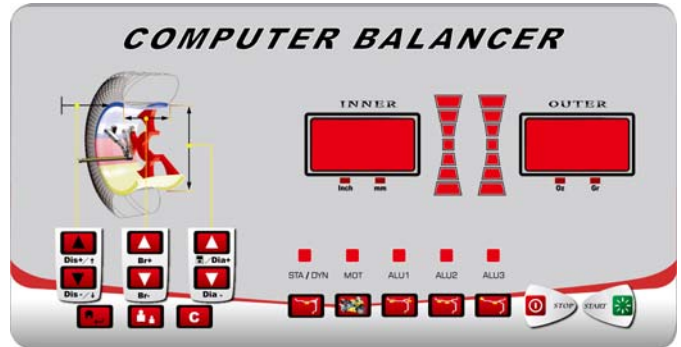 COMPUTER BALANCER
INNER
OUTER
Inch mm
Oz Gr
STA / DYN MOT ALU1 ALU2 ALU3
Dis+/↑ Br+ /Dia+
Dis-/↓ Br- Dia -
C
STOP START